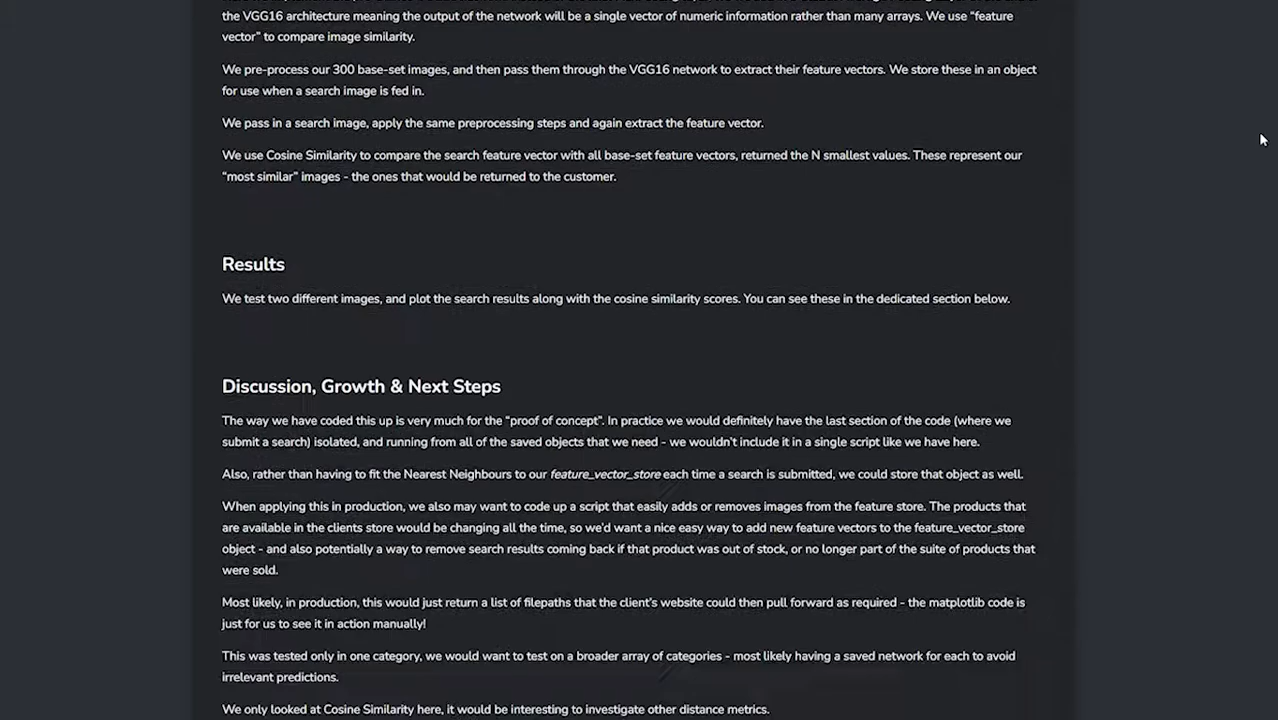 the VGG16 architecture meaning the output of the network will be a single vector of numeric information rather than many arrays. We use “feature
vector” to compare image similarity.
We pre-process our 300 base-set images, and then pass them through the VGG16 network to extract their feature vectors. We store these in an object
for use when a search image is fed in.
We pass in a search image, apply the same preprocessing steps and again extract the feature vector.
We use Cosine Similarity to compare the search feature vector with all base-set feature vectors, returned the N smallest values. These represent our
“most similar” images - the ones that would be returned to the customer.
Results
We test two different images, and plot the search results along with the cosine similarity scores. You can see these in the dedicated section below.
Discussion, Growth & Next Steps
The way we have coded this up is very much for the “proof of concept”. In practice we would definitely have the last section of the code (where we
submit a search) isolated, and running from all of the saved objects that we need - we wouldn’t include it in a single script like we have here.
Also, rather than having to fit the Nearest Neighbours to our feature_vector_store each time a search is submitted, we could store that object as well.
When applying this in production, we also may want to code up a script that easily adds or removes images from the feature store. The products that
are available in the clients store would be changing all the time, so we’d want a nice easy way to add new feature vectors to the feature_vector_store
object - and also potentially a way to remove search results coming back if that product was out of stock, or no longer part of the suite of products that
were sold.
Most likely, in production, this would just return a list of filepaths that the client’s website could then pull forward as required - the matplotlib code is
just for us to see it in action manually!
This was tested only in one category, we would want to test on a broader array of categories - most likely having a saved network for each to avoid
irrelevant predictions.
We only looked at Cosine Similarity here, it would be interesting to investigate other distance metrics.